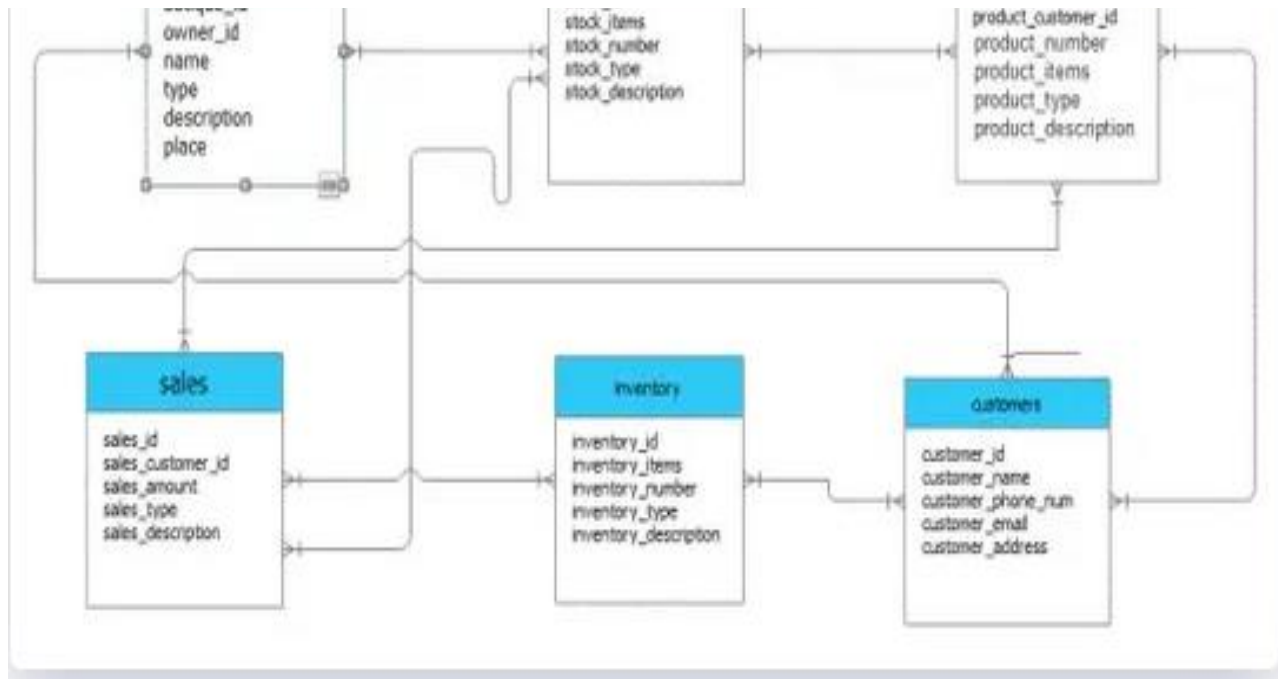 owner_id
name
type
description
place
stock_items
stock_number
stock_type
stock_description
product_customer_id
product_number
product_items
product_type
product_description
sales
sales_id
sales_customer_id
sales_amount
sales_type
sales_description
inventory
inventory_id
inventory_items
inventory_number
inventory_type
inventory_description
customers
customer_id
customer_name
customer_phone_num
customer_email
customer_address